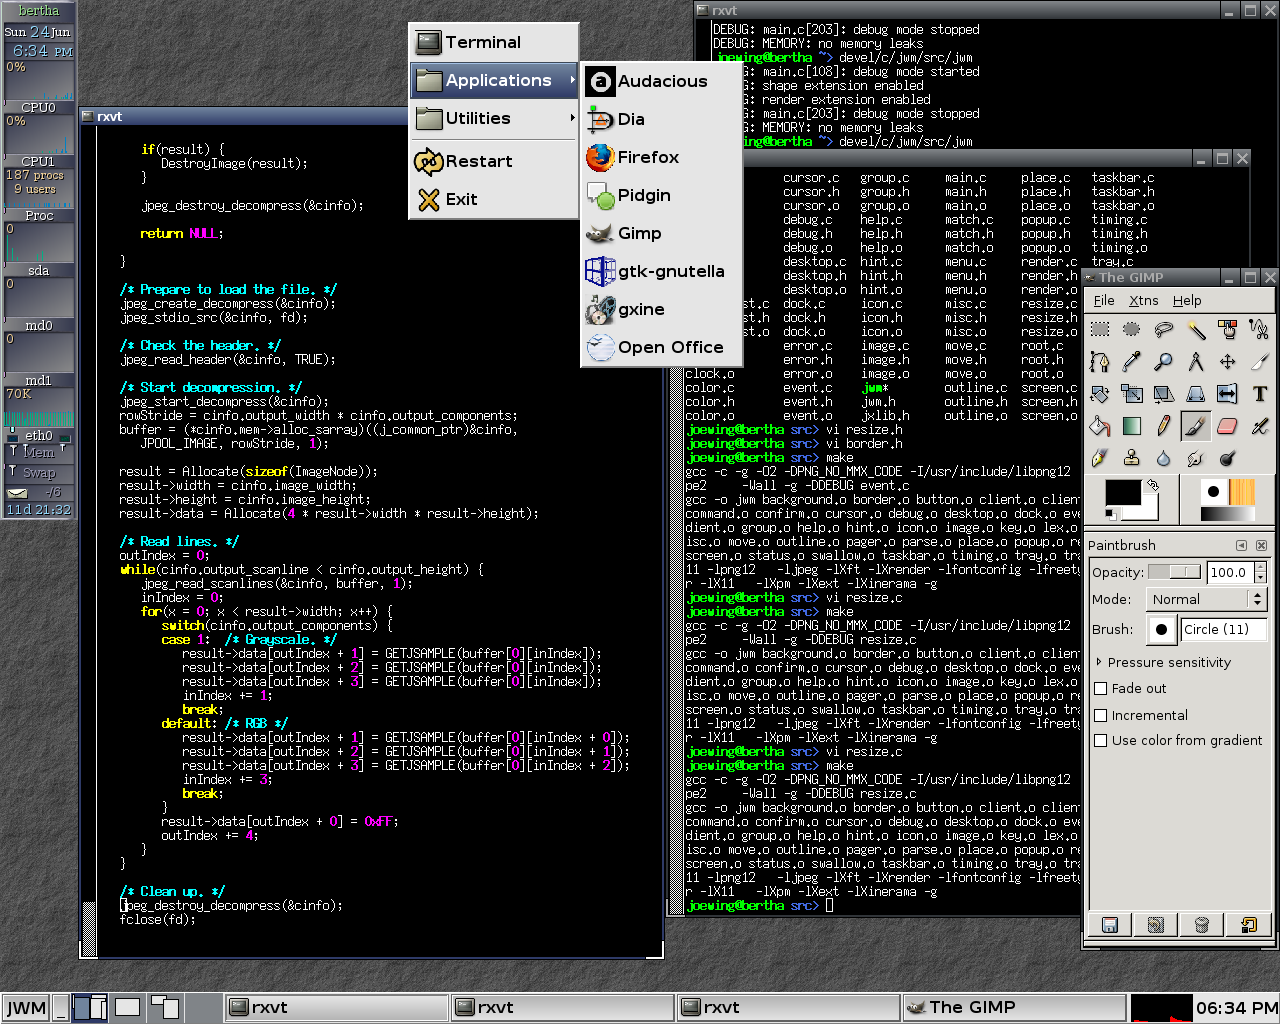 bertha
Sun 24 Jun
6:34 PM
0%
CPU0
0%
CPU1
187 procs
9 users
Proc
0
sda
0
md0
0
md1
70K
eth0
Mem
Swap
-/6
11d 21:32
rxvt
if(result) {
DestroyImage(result);
}
jpeg_destroy_decompress(&cinfo);
return NULL;
}
/* Prepare to load the file. */
jpeg_create_decompress(&cinfo);
jpeg_stdio_src(&cinfo, fd);
/* Check the header. */
jpeg_read_header(&cinfo, TRUE);
/* Start decompression. */
jpeg_start_decompress(&cinfo);
rowStride = cinfo.output_width * cinfo.output_components;
buffer = (*cinfo.mem->alloc_sarray)((j_common_ptr)&cinfo,
JPOOL_IMAGE, rowStride, 1);
result = Allocate(sizeof(ImageNode));
result->width = cinfo.image_width;
result->height = cinfo.image_height;
result->data = Allocate(4 * result->width * result->height);
/* Read lines. */
outIndex = 0;
while(cinfo.output_scanline < cinfo.output_height) {
jpeg_read_scanlines(&cinfo, buffer, 1);
inIndex = 0;
for(x = 0; x < result->width; x++) {
switch(cinfo.output_components) {
case 1: /* Grayscale. */
result->data[outIndex + 1] = GETJSAMPLE(buffer[0][inIndex]);
result->data[outIndex + 2] = GETJSAMPLE(buffer[0][inIndex]);
result->data[outIndex + 3] = GETJSAMPLE(buffer[0][inIndex]);
inIndex += 1;
break;
default: /* RGB */
result->data[outIndex + 1] = GETJSAMPLE(buffer[0][inIndex + 0]);
result->data[outIndex + 2] = GETJSAMPLE(buffer[0][inIndex + 1]);
result->data[outIndex + 3] = GETJSAMPLE(buffer[0][inIndex + 2]);
inIndex += 3;
break;
}
result->data[outIndex + 0] = 0xFF;
outIndex += 4;
}
}
/* Clean up. */
jpeg_destroy_decompress(&cinfo);
fclose(fd);
Terminal
Applications
Utilities
Restart
Exit
Audacious
Dia
Firefox
Pidgin
Gimp
gtk-gnutella
gxine
Open Office
rxvt
DEBUG: main.c[203]: debug mode stopped
DEBUG: MEMORY: no memory leaks
joewing@bertha ~> devel/c/jwm/src/jwm
UG: main.c[108]: debug mode started
UG: shape extension enabled
UG: render extension enabled
UG: main.c[203]: debug mode stopped
UG: MEMORY: no memory leaks
ewing@bertha ~> devel/c/jwm/src/jwm
cursor.c group.c main.c place.c taskbar.c
cursor.h group.h main.h place.h taskbar.h
cursor.o group.o main.o place.o taskbar.o
debug.c help.c match.c popup.c timing.c
debug.h help.h match.h popup.h timing.h
debug.o help.o match.o popup.o timing.o
desktop.c hint.c menu.c render.c tray.c
desktop.h hint.h menu.h render.
desktop.o hint.o menu.o render.
st.c dock.c icon.c misc.c resize.c
st.h dock.h icon.h misc.h resize.
st.o dock.o icon.o misc.o resize.
error.c image.c move.c root.c
error.h image.h move.h root.h
clock.o error.o image.o move.o root.o
color.c event.c jwm* outline.c screen.c
color.h event.h jwm.h outline.h screen.h
color.o event.o jxlib.h outline.o screen.o
joewing@bertha src> vi resize.h
joewing@bertha src> vi border.h
joewing@bertha src> make
gcc -c -g -O2 -DPNG_NO_MMX_CODE -I/usr/include/libpng12
pe2 -Wall -g -DDEBUG event.c
gcc -o jwm background.o border.o button.o client.o clien
command.o confirm.o cursor.o debug.o desktop.o dock.o eve
dient.o group.o help.o hint.o icon.o image.o key.o lex.o
isc.o move.o outline.o pager.o parse.o place.o popup.o re
screen.o status.o swallow.o taskbar.o timing.o tray.o tra
11 -lpng12 -ljpeg -lXft -lXrender -lfontconfig -lfreety
r -lX11 -lXpm -lXext -lXinerama -g
joewing@bertha src> vi resize.c
joewing@bertha src> make
gcc -c -g -O2 -DPNG_NO_MMX_CODE -I/usr/include/libpng12
pe2 -Wall -g -DDEBUG resize.c
gcc -o jwm background.o border.o button.o client.o
command.o confirm.o cursor.o debug.o desktop.o dock.o eve
dient.o group.o help.o hint.o icon.o image.o key.o lex.o
isc.o move.o outline.o pager.o parse.o place.o popup.o
screen.o status.o swallow.o taskbar.o timing.o tray.o
11 -lpng12 -ljpeg -lXft -lXrender -lfontconfig
r -lX11 -lXpm -lXext -lXinerama -g
joewing@bertha src> vi resize.c
joewing@bertha src> make
gcc -c -g -O2 -DPNG_NO_MMX_CODE -I/usr/include/libpng12
pe2 -Wall -g -DDEBUG resize.c
gcc -o jwm background.o border.o button.o client.o
command.o confirm.o cursor.o debug.o desktop.o dock.o eve
dient.o group.o help.o hint.o icon.o image.o key.o lex.o
isc.o move.o outline.o pager.o parse.o place.o popup.o
screen.o status.o swallow.o taskbar.o timing.o tray.o
11 -lpng12 -ljpeg -lXft -lXrender -lfontconfig
r -lX11 -lXpm -lXext -lXinerama -g
joewing@bertha src>
The GIMP
File Xtns Help
Paintbrush
Opacity: 100.0
Mode: Normal
Brush: Circle (11)
Pressure sensitivity
Fade out
Incremental
Use color from gradient
JWM _ rxvt rxvt rxvt The GIMP 06:34 PM